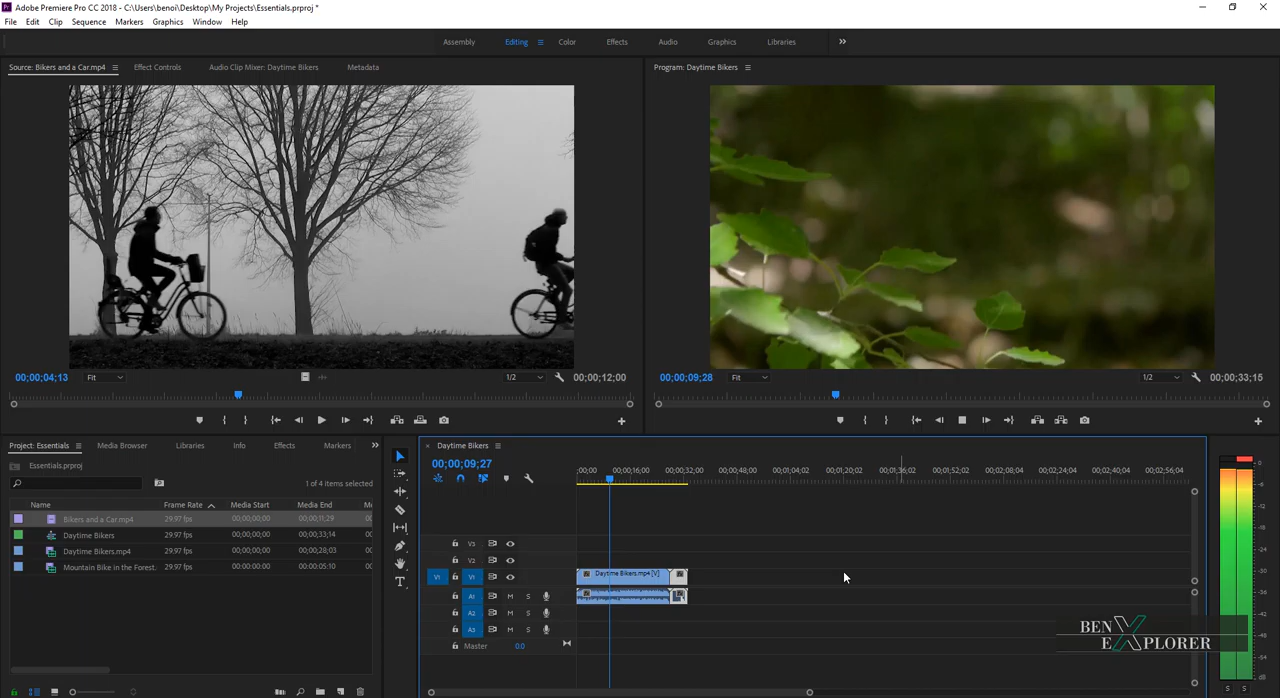 Adobe Premiere Pro CC 2018 - C:\Users\benoi\Desktop\My Projects\Essentials.prproj *
File Edit Clip Sequence Markers Graphics Window Help
Assembly Editing Color Effects Audio Graphics Libraries
Source: Bikers and a Car.mp4 Effect Controls Audio Clip Mixer: Daytime Bikers Metadata
Program: Daytime Bikers
00;00;04;13 Fit 1/2 00;00;12;00
00;00;09;28 Fit 1/2 00;00;33;15
Project: Essentials Media Browser Libraries Info Effects Markers
Essentials.prproj
1 of 4 items selected
Name Frame Rate Media Start Media End
Bikers and a Car.mp4 29.97 fps 00;00;00;00 00;00;11;29 00
Daytime Bikers 29.97 fps 00;00;00;00 00;00;33;14 00
Daytime Bikers.mp4 29.97 fps 00;00;00;00 00;00;28;03 00
Mountain Bike in the Forest. 29.97 fps 00:00:00:00 00:00:05:10 00
Daytime Bikers
00;00;09;27
;00;00 00;00;16;00 00;00;32;00 00;00;48;00 00;01;04;02 00;01;20;02 00;01;36;02 00;01;52;02 00;02;08;04 00;02;24;04 00;02;40;04 00;02;56;04
V3
V2
V1 V1 Daytime Bikers.mp4 [V]
A1 M S
A2 M S
A3 M S
Master 0.0
BEN
EXPLORER
S S